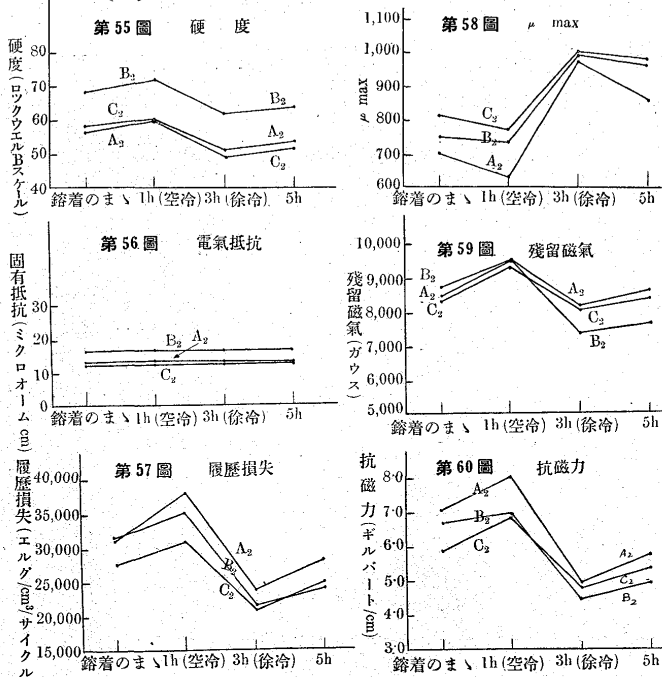 第55圖 硬度
硬度(ロックウエルBスケール)
80
70
60
50
40
B₂
C₂
A₂
B₂
A₂
C₂
鎔着のまゝ 1h(空冷) 3h(徐冷) 5h
第58圖 μ max
μ max
1,000
900
800
700
600
C₂
B₂
A₂
鎔着のまゝ 1h(空冷) 3h(徐冷) 5h
第56圖 電氣抵抗
固有抵抗(ミクロオーム cm)
30
20
10
0
B₂
A₂
C₂
鎔着のまゝ 1h(空冷) 3h(徐冷) 5h
第59圖 殘留磁氣
殘留磁氣(ガウス)
10,000
9,000
8,000
7,000
6,000
5,000
B₂
A₂
C₂
A₂
C₂
B₂
鎔着のまゝ 1h(空冷) 3h(徐冷) 5h
第57圖 履歷損失
履歷損失(エルグ/cm³/サイクル
40,000
35,000
30,000
25,000
20,000
15,000
A₂
B₂
C₂
鎔着のまゝ 1h(空冷) 3h(徐冷) 5h
第60圖 抗磁力
抗磁力(ギルバート/cm)
8·0
7·0
6·0
5·0
4·0
3·0
A₂
B₂
C₂
A₂
C₂
B₂
鎔着のまゝ 1h(空冷) 3h(徐冷) 5h